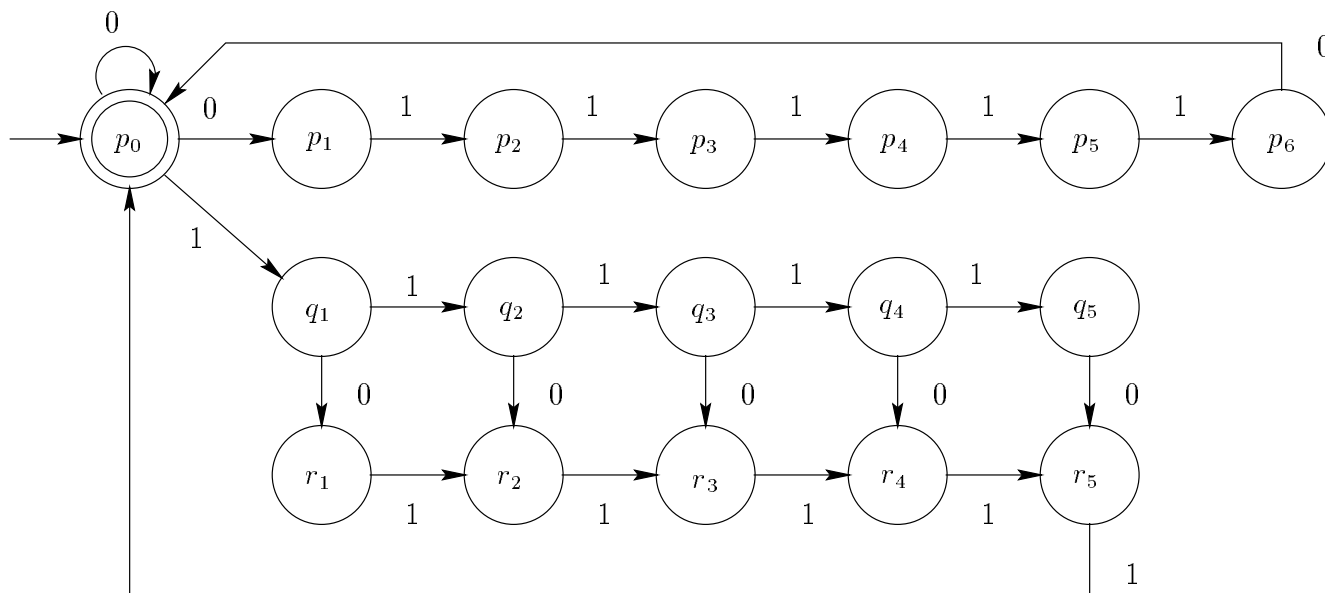 0
0
0 1 1 1 1 1
p₀ p₁ p₂ p₃ p₄ p₅ p₆
1
1 1 1 1
q₁ q₂ q₃ q₄ q₅
0 0 0 0 0
r₁ r₂ r₃ r₄ r₅
1 1 1 1
1